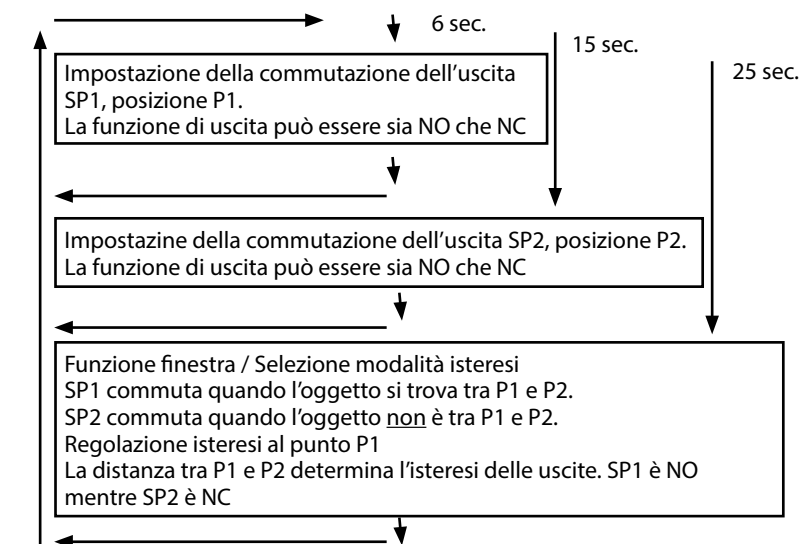 6 sec.
15 sec.
25 sec.
Impostazione della commutazione dell'uscita
SP1, posizione P1.
La funzione di uscita può essere sia NO che NC
Impostazine della commutazione dell'uscita SP2, posizione P2.
La funzione di uscita può essere sia NO che NC
Funzione finestra / Selezione modalità isteresi
SP1 commuta quando l'oggetto si trova tra P1 e P2.
SP2 commuta quando l'oggetto non è tra P1 e P2.
Regolazione isteresi al punto P1
La distanza tra P1 e P2 determina l'isteresi delle uscite. SP1 è NO
mentre SP2 è NC